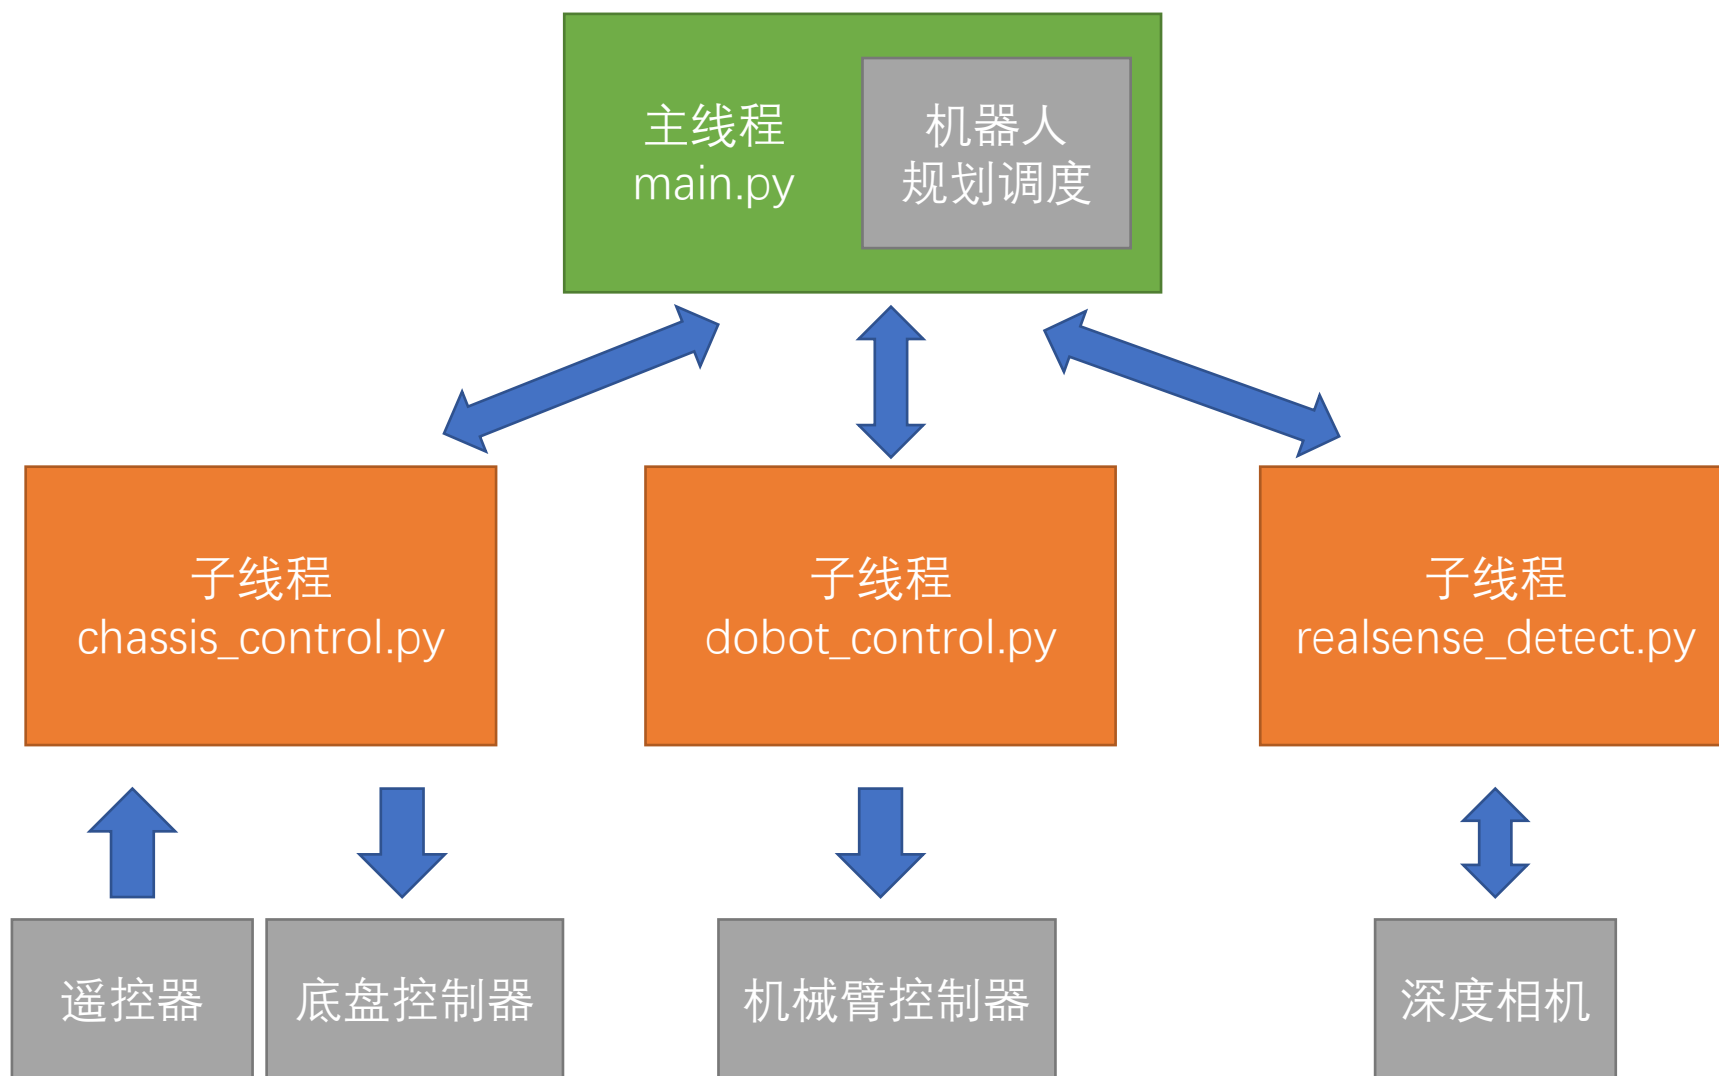 主线程
main.py
机器人
规划调度
子线程
chassis_control.py
子线程
dobot_control.py
子线程
realsense_detect.py
遥控器
底盘控制器
机械臂控制器
深度相机